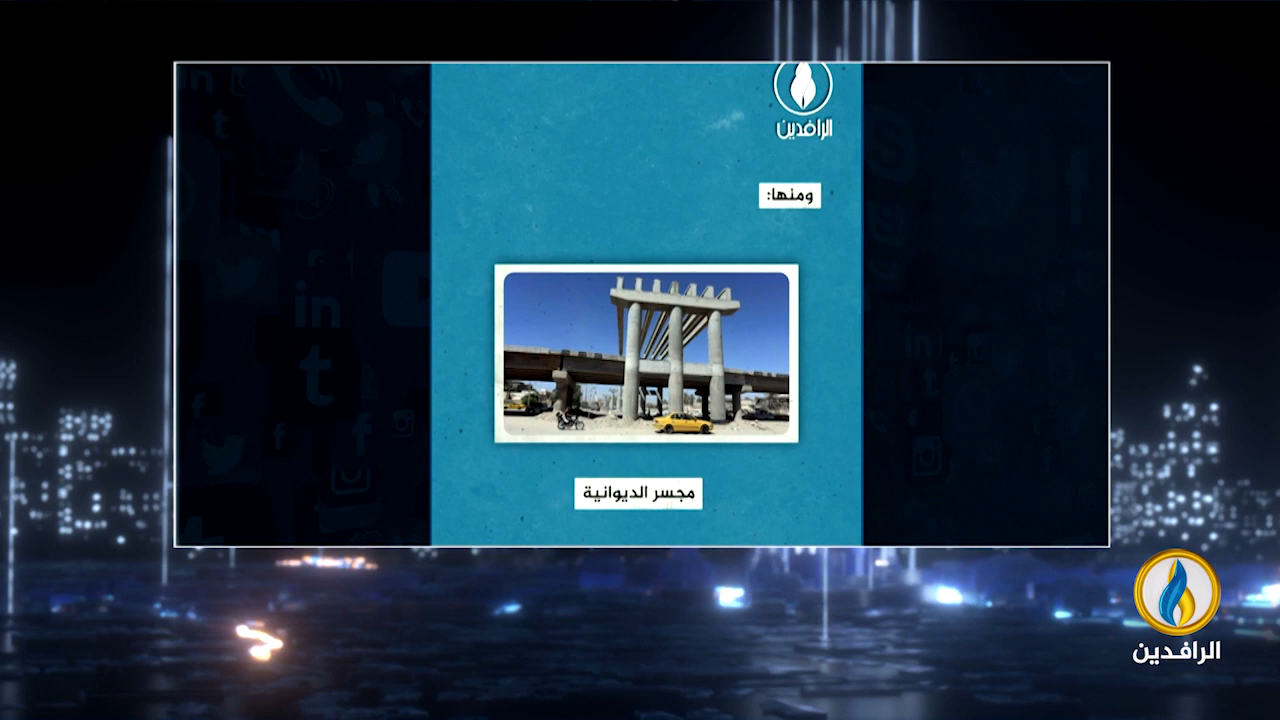 الرافدين
ومنها:
مجسر الديوانية
الرافدين